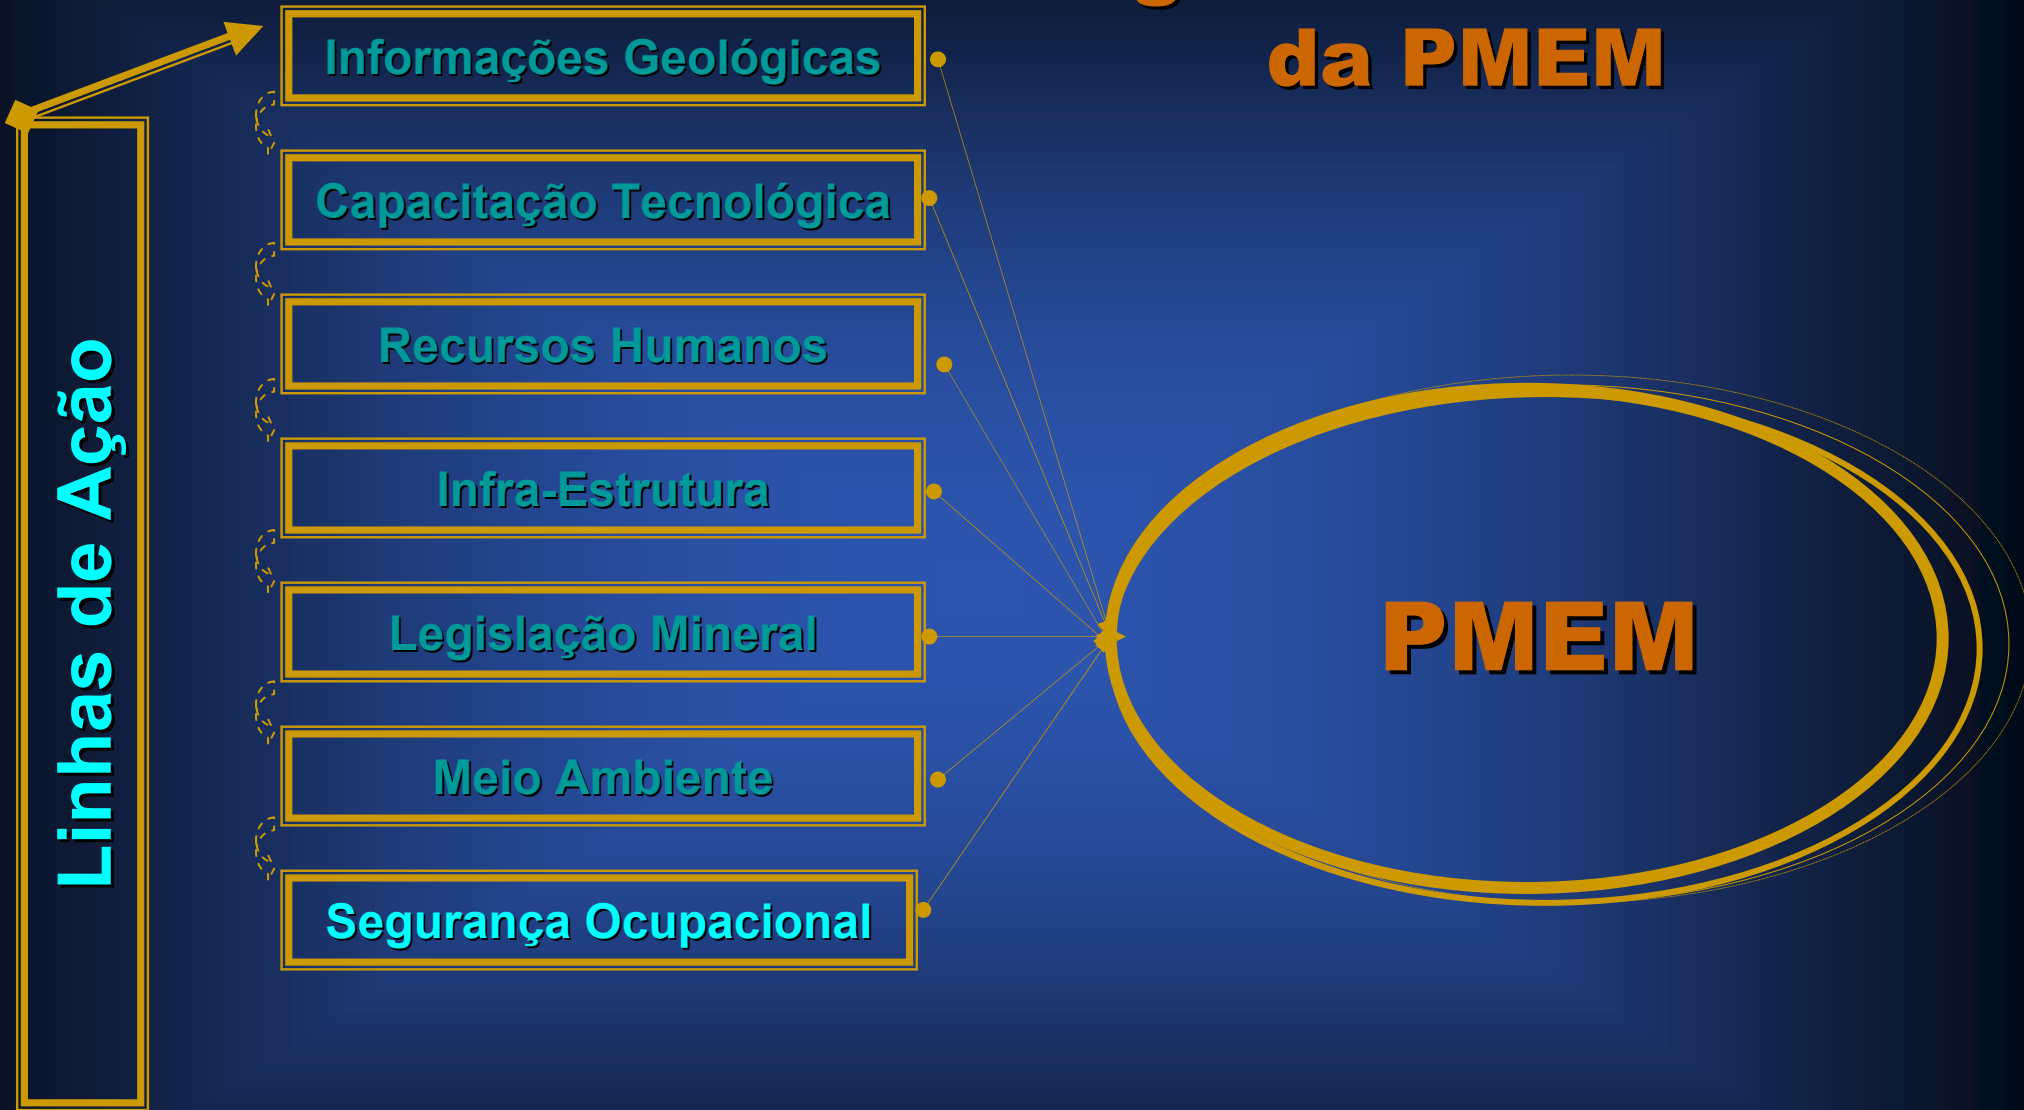 da PMEM
Informações Geológicas
Capacitação Tecnológica
Recursos Humanos
Infra-Estrutura
Legislação Mineral
Meio Ambiente
Segurança Ocupacional
Linhas de Ação
PMEM